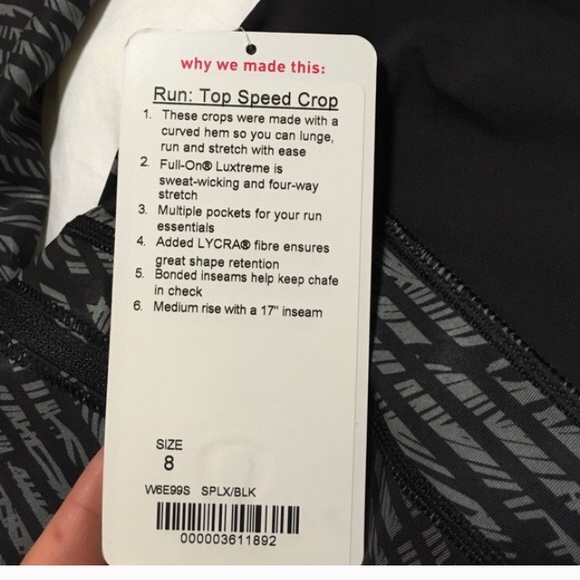 why we made this:
Run: Top Speed Crop
1. These crops were made with a
curved hem so you can lunge,
run and stretch with ease
2. Full-On® Luxtreme is
sweat-wicking and four-way
stretch
3. Multiple pockets for your run
essentials
4. Added LYCRA® fibre ensures
great shape retention
5. Bonded inseams help keep chafe
in check
6. Medium rise with a 17" inseam
SIZE
8
W6E99S SPLX/BLK
000003611892